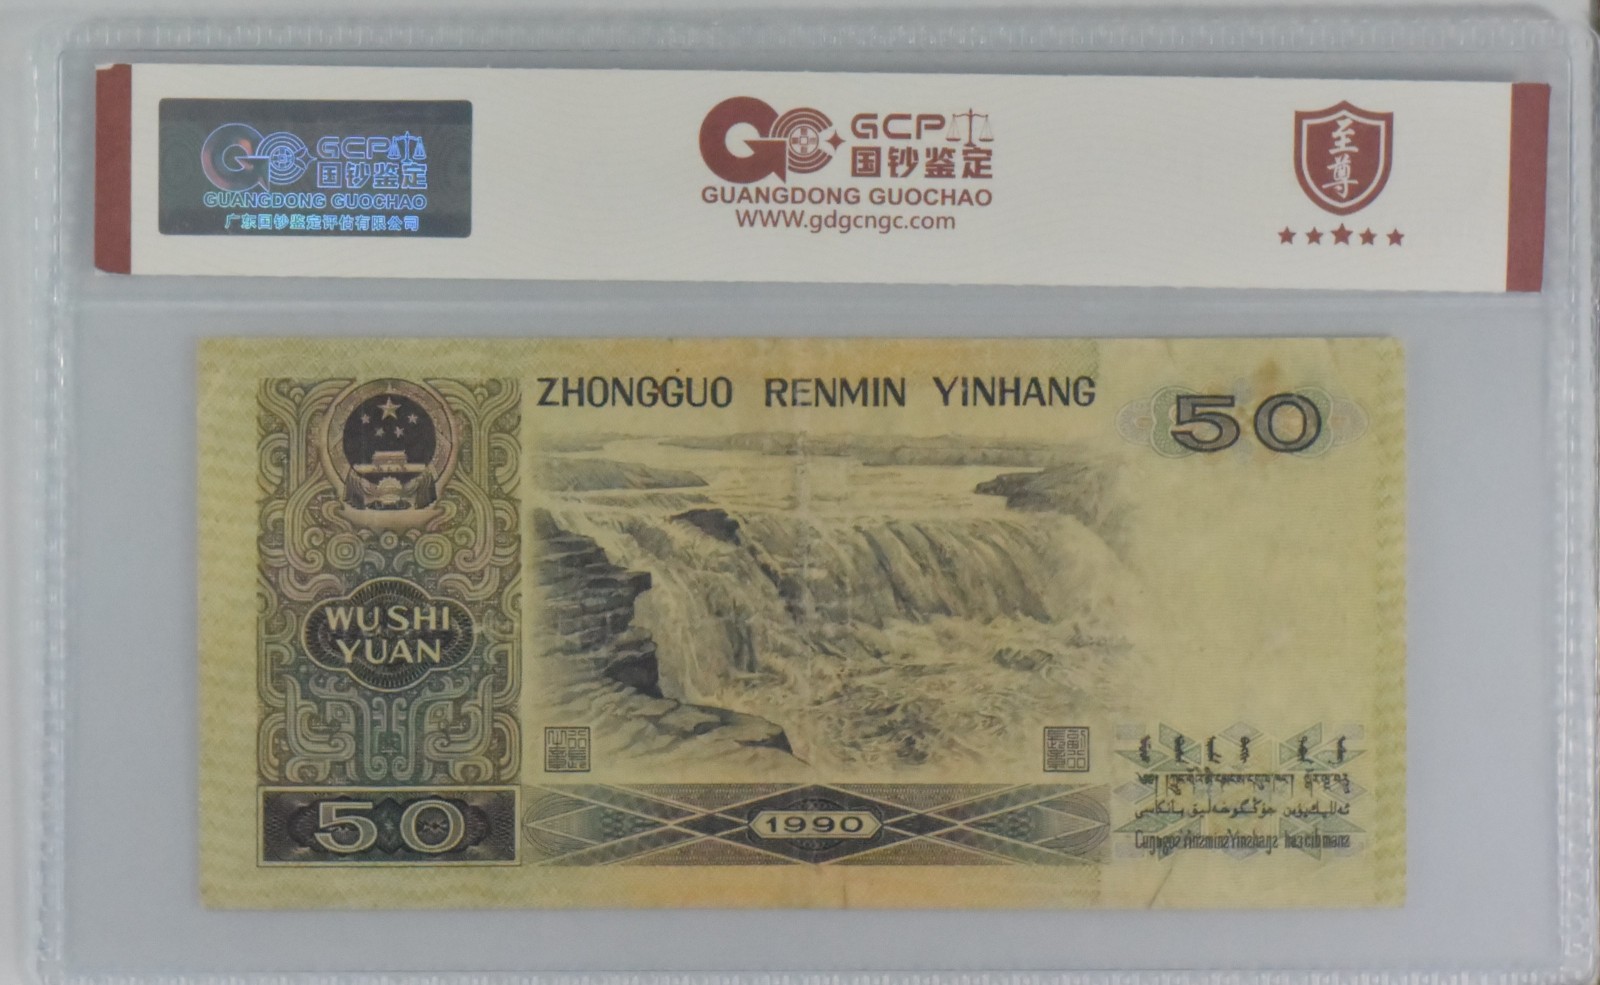 GCP
国钞鉴定
GUANGDONG GUOCHAO
广东国钞鉴定评估有限公司
GCP
国钞鉴定
GUANGDONG GUOCHAO
WWW.gdgcngc.com
至尊
ZHONGGUO RENMIN YINHANG
50
WU SHI
YUAN
50
1990